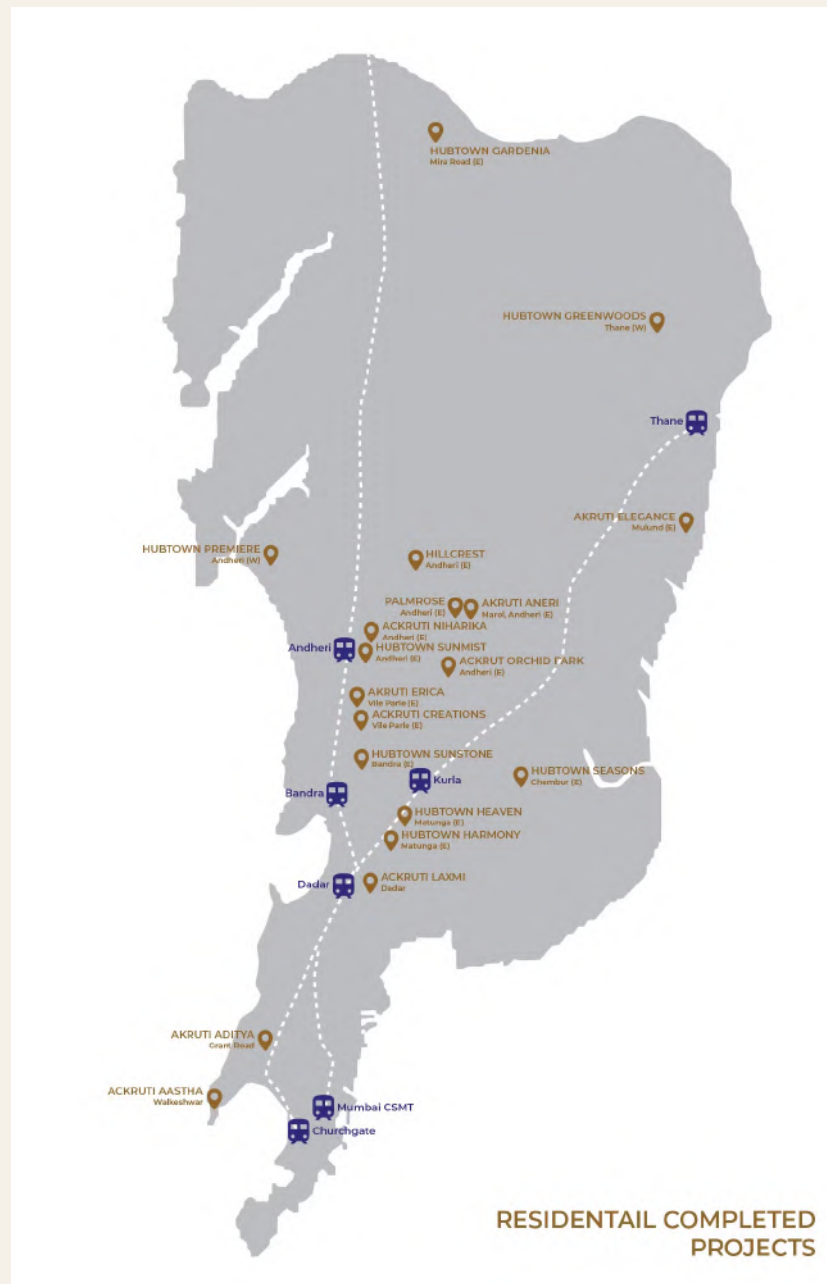 HUBTOWN GARDENIA
Mira Road (E)
HUBTOWN GREENWOODS
Thane (W)
Thane
AKRUTI ELEGANCE
Mulund (E)
HUBTOWN PREMIERE
Andheri (W)
HILLCREST
Andheri (E)
PALMROSE
Andheri (E)
AKRUTI ANERI
Marol, Andheri (E)
ACKRUTI NIHARIKA
Andheri (E)
Andheri
HUBTOWN SUNMIST
Andheri (E)
ACKRUT ORCHID PARK
Andheri (E)
AKRUTI ERICA
Vile Parle (E)
ACKRUTI CREATIONS
Vile Parle (E)
HUBTOWN SUNSTONE
Bandra (E)
HUBTOWN SEASONS
Chembur (E)
Kurla
Bandra
HUBTOWN HEAVEN
Matunga (E)
HUBTOWN HARMONY
Matunga (E)
ACKRUTI LAXMI
Dadar
Dadar
AKRUTI ADITYA
Grant Road
ACKRUTI AASTHA
Walkeshwar
Mumbai CSMT
Churchgate
RESIDENTAIL COMPLETED
PROJECTS